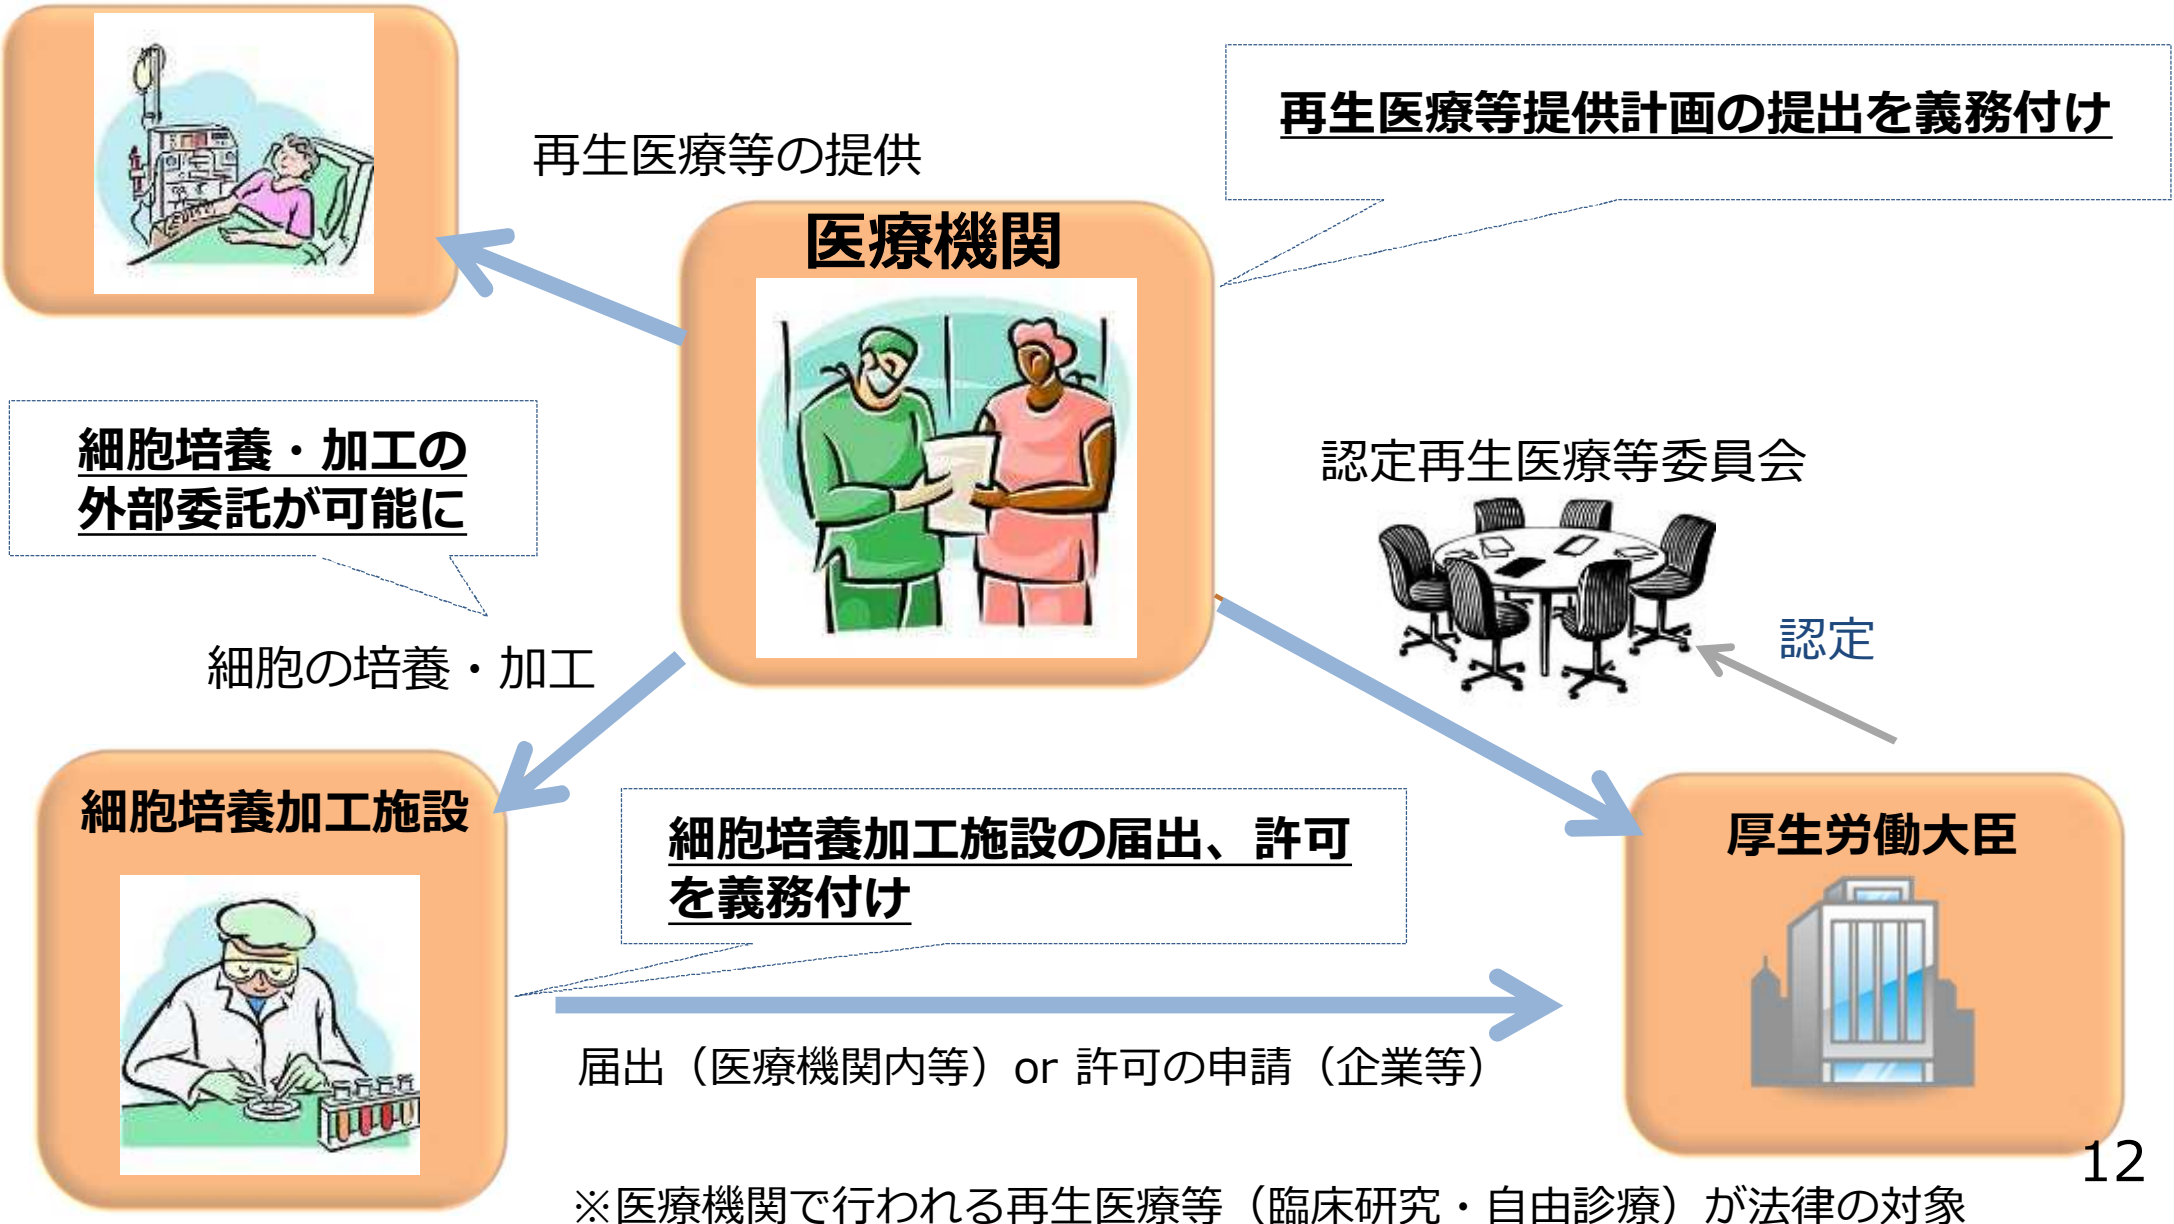 再生医療等提供計画の提出を義務付け
再生医療等の提供
医療機関
細胞培養・加工の
外部委託が可能に
認定再生医療等委員会
認定
細胞の培養・加工
細胞培養加工施設
細胞培養加工施設の届出、許可
を義務付け
厚生労働大臣
届出（医療機関内等）or 許可の申請（企業等）
12
※医療機関で行われる再生医療等（臨床研究・自由診療）が法律の対象